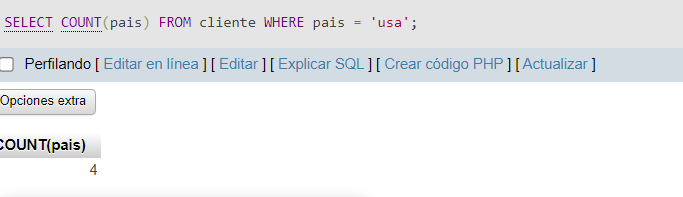 SELECT COUNT(pais) FROM cliente WHERE pais = 'usa';
Perfilando [ Editar en línea ] [ Editar ] [ Explicar SQL ] [ Crear código PHP ] [ Actualizar ]
Opciones extra
COUNT(pais)
4